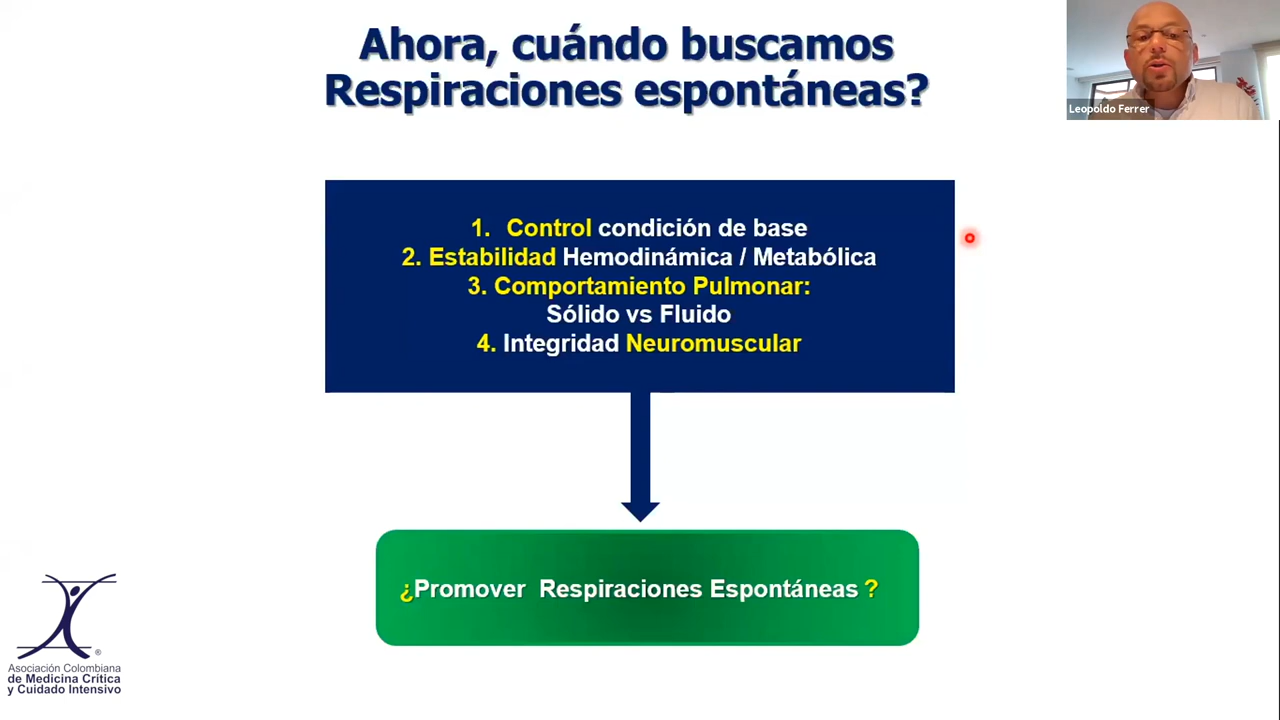 Ahora, cuándo buscamos
Respiraciones espontáneas?
Leopoldo Ferrer
1. Control condición de base
2. Estabilidad Hemodinámica / Metabólica
3. Comportamiento Pulmonar:
Sólido vs Fluido
4. Integridad Neuromuscular
¿Promover Respiraciones Espontáneas ?
®
Asociación Colombiana
de Medicina Crítica
y Cuidado Intensivo